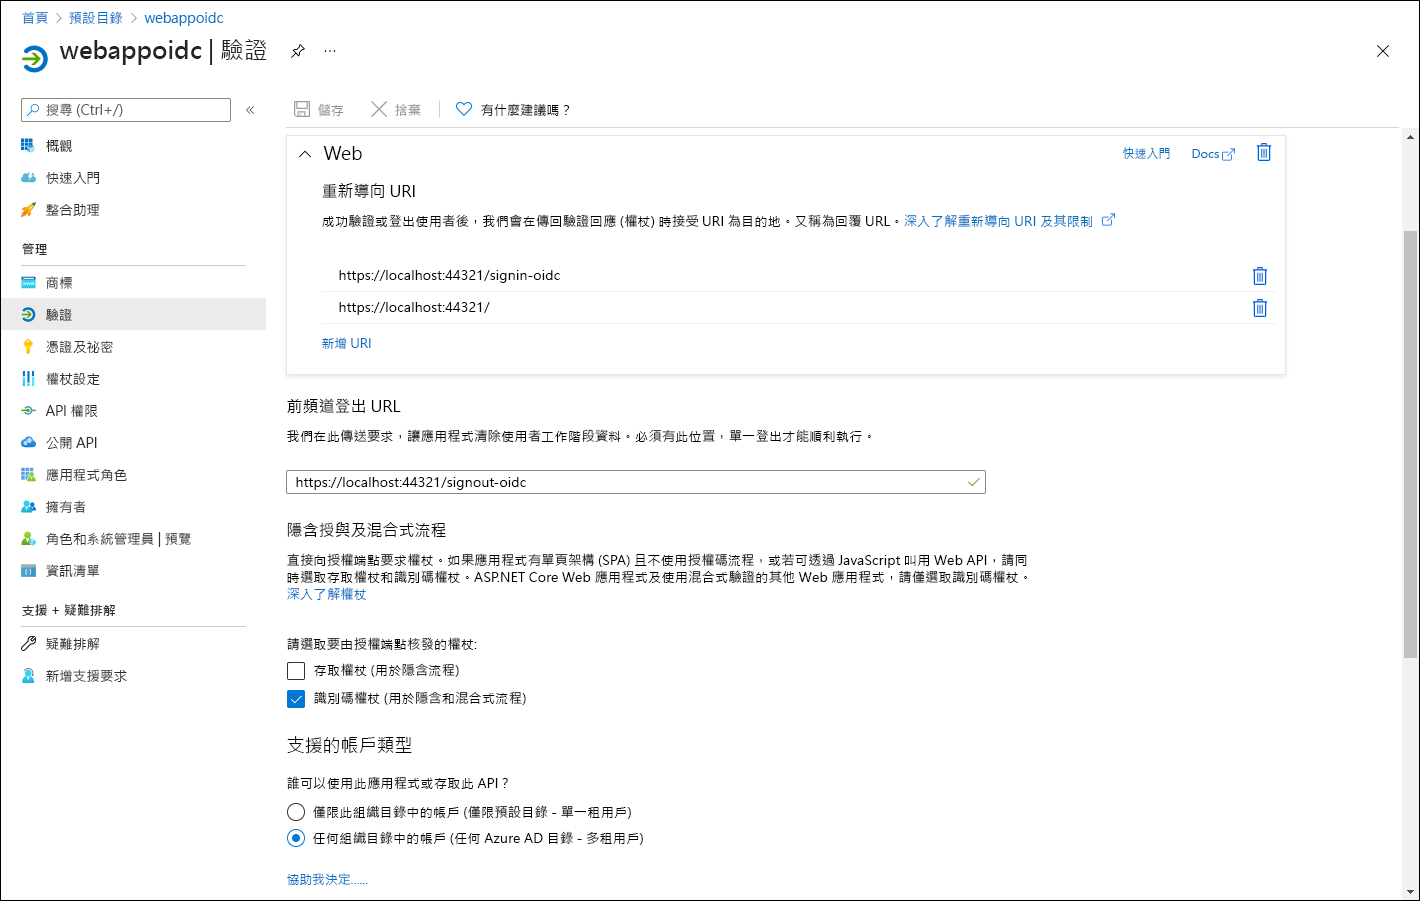 首頁 > 預設目錄 > webappoidc
webappoidc | 驗證
搜尋 (Ctrl+/)
概觀
快速入門
整合助理
管理
商標
驗證
憑證及祕密
權杖設定
API 權限
公開 API
應用程式角色
擁有者
角色和系統管理員 | 預覽
資訊清單
支援 + 疑難排解
疑難排解
新增支援要求
儲存 捨棄 有什麼建議嗎？
Web
快速入門 Docs
重新導向 URI
成功驗證或登出使用者後，我們會在傳回驗證回應 (權杖) 時接受 URI 為目的地。又稱為回覆 URL。深入了解重新導向 URI 及其限制
https://localhost:44321/signin-oidc
https://localhost:44321/
新增 URI
前頻道登出 URL
我們在此傳送要求，讓應用程式清除使用者工作階段資料。必須有此位置，單一登出才能順利執行。
https://localhost:44321/signout-oidc
隱含授與及混合式流程
直接向授權端點要求權杖。如果應用程式有單頁架構 (SPA) 且不使用授權碼流程，或若可透過 JavaScript 叫用 Web API，請同
時選取存取權杖和識別碼權杖。ASP.NET Core Web 應用程式及使用混合式驗證的其他 Web 應用程式，請僅選取識別碼權杖。
深入了解權杖
請選取要由授權端點核發的權杖:
存取權杖 (用於隱含流程)
識別碼權杖 (用於隱含和混合式流程)
支援的帳戶類型
誰可以使用此應用程式或存取此 API？
僅限此組織目錄中的帳戶 (僅限預設目錄 - 單一租用戶)
任何組織目錄中的帳戶 (任何 Azure AD 目錄 - 多租用戶)
協助我決定......